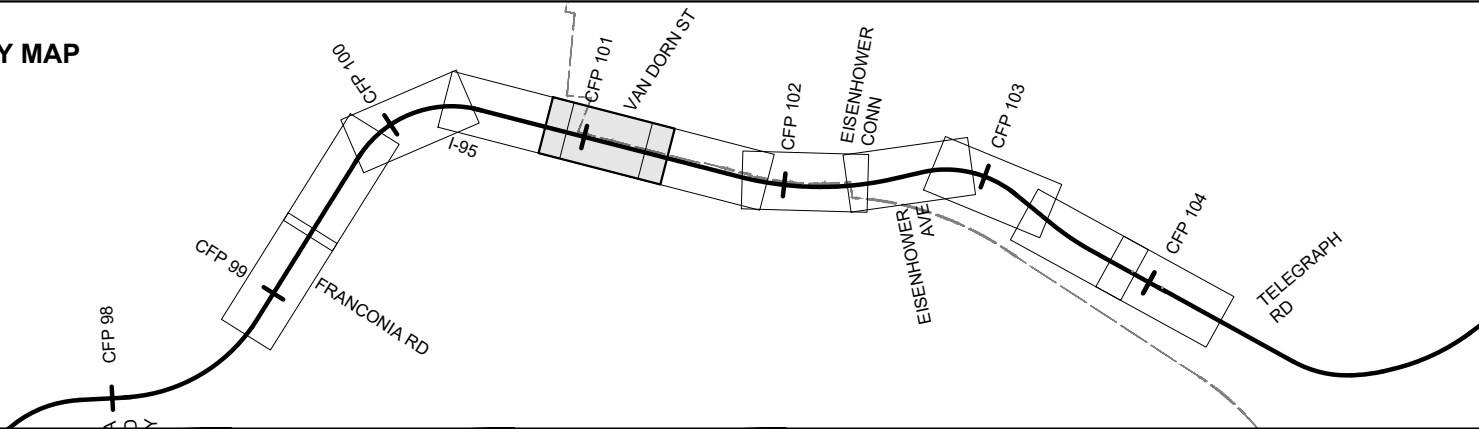 Y MAP
CFP 98
CFP 99
FRANCONIA RD
CFP 100
I-95
CFP 101
VAN DORN ST
CFP 102
EISENHOWER
CONN
EISENHOWER
AVE
CFP 103
CFP 104
TELEGRAPH
RD